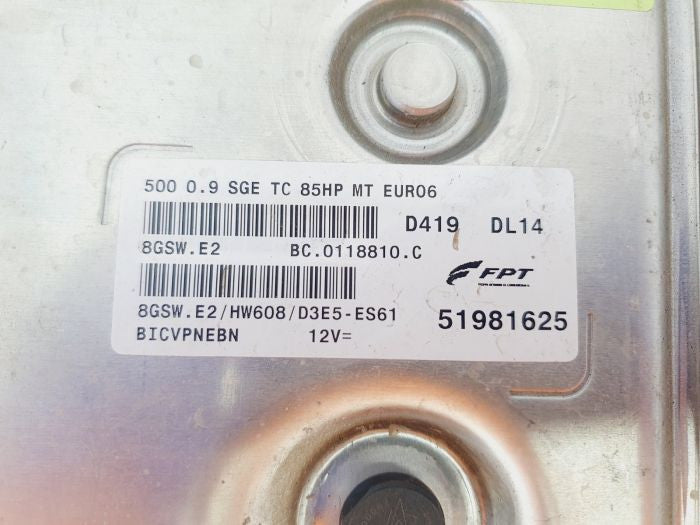 500 0.9 SGE TC 85HP MT EURO6
D419 DL14
8GSW.E2 BC.0118810.C
FPT
8GSW.E2/HW608/D3E5-ES61
51981625
BICVPNEBN 12V=